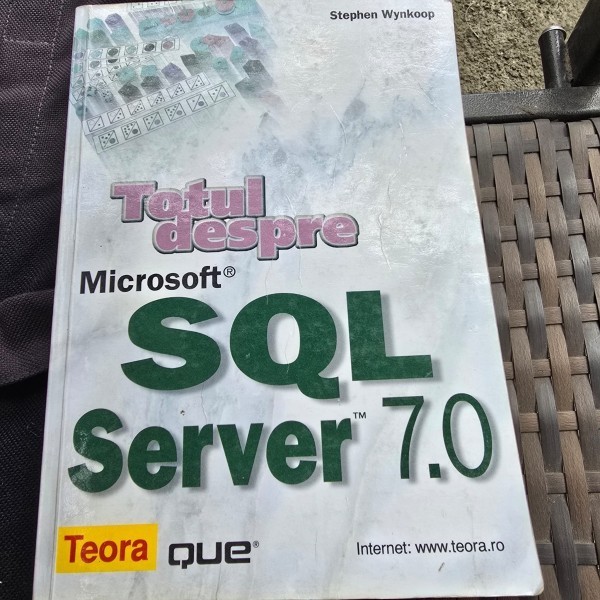 Stephen Wynkoop
Totul
despre
Microsoft®
SQL
Server™ 7.0
Teora QUE® Internet: www.teora.ro